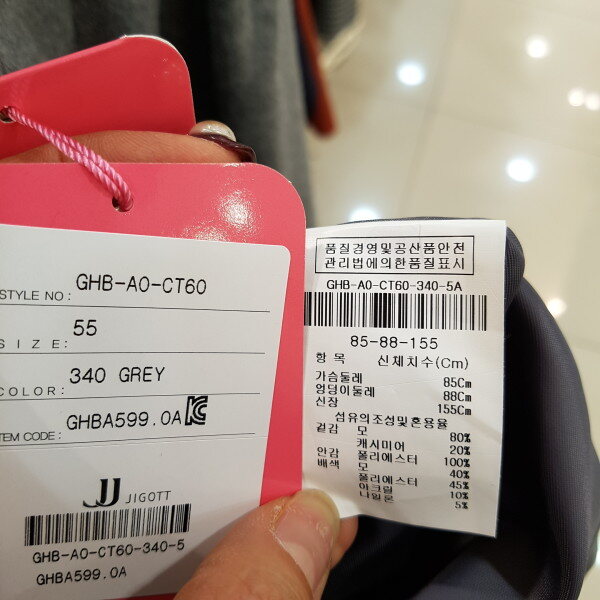 STYLE NO: GHB-AO-CT60
SIZE: 55
COLOR: 340 GREY
ITEM CODE: GHBA599.0A
JJ JIGOTT
GHB-AO-CT60-340-5
GHBA599.0A
품질경영및공산품안전
관리법에의한품질표시
GHB-AO-CT60-340-5A
85-88-155
항 목 신체치수(Cm)
가슴둘레 85Cm
엉덩이둘레 88Cm
신장 155Cm
섬유의조성및혼용율
겉감 모 80%
캐시미어 20%
안감 폴리에스터 100%
배색 모 40%
폴리에스터 45%
아크릴 10%
나일론 5%